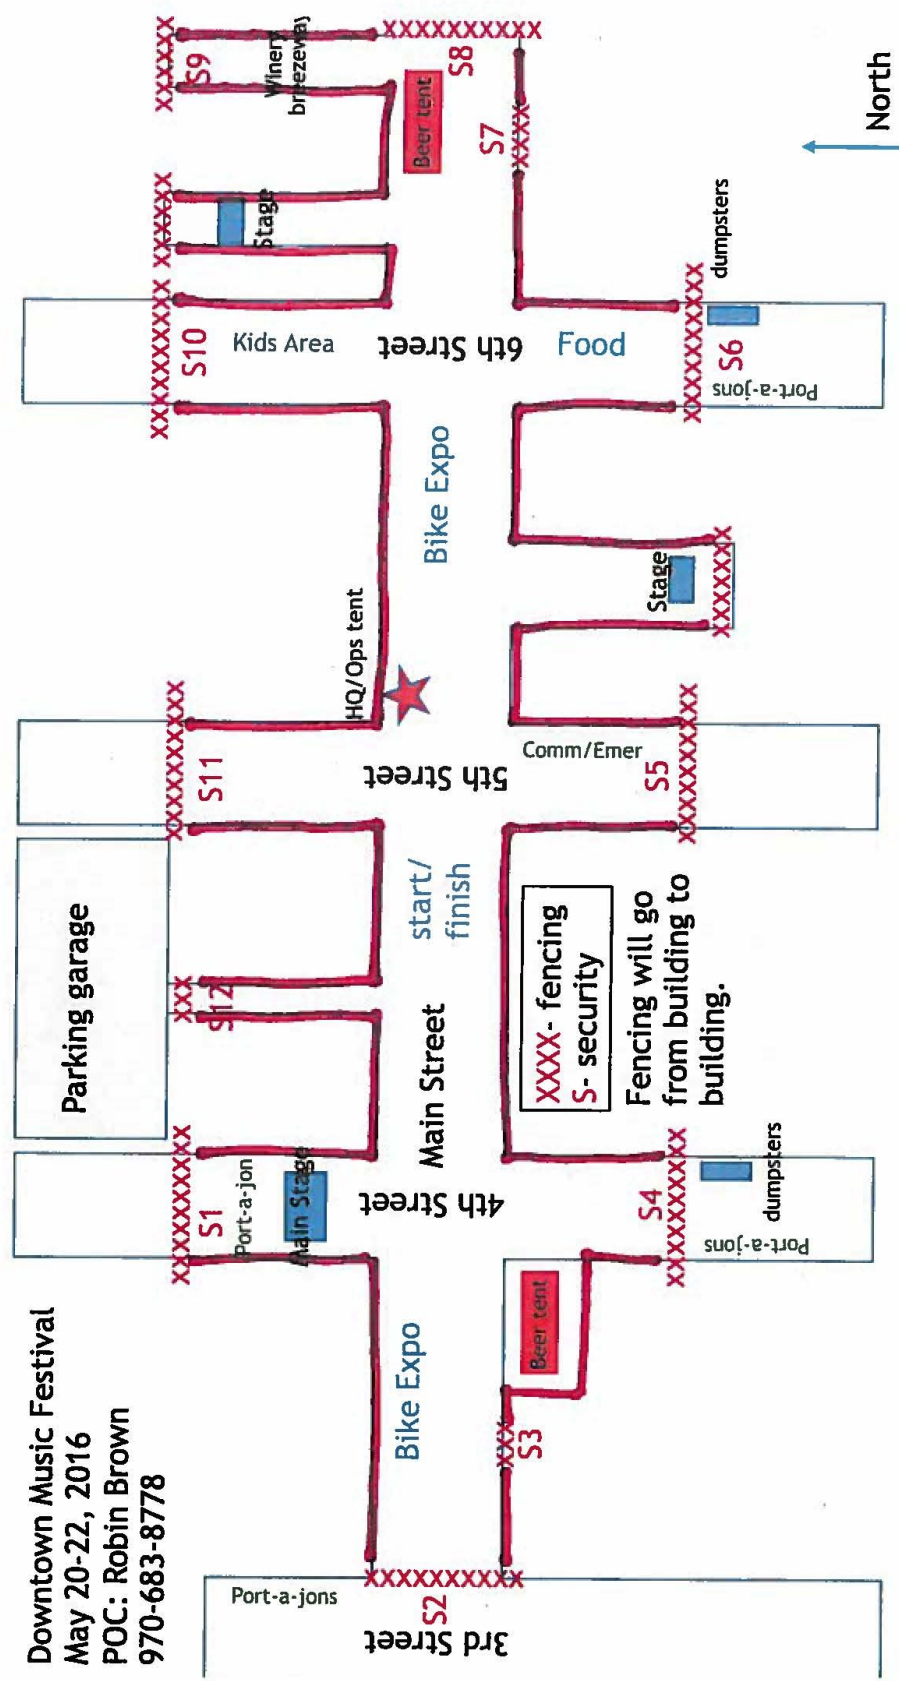 Downtown Music Festival
May 20-22, 2016
POC: Robin Brown
970-683-8778
Parking garage
S1
Port-a-jon
Main Stage
4th Street
S12
S11
5th Street
HQ/Ops tent
S10
Kids Area
6th Street
Food
Stage
S9
Winery
breezeway
Beer tent
S8
S7
Port-a-jons
3rd Street
S2
Bike Expo
Main Street
start/
finish
Bike Expo
S3
Beer tent
S4
Port-a-jons
dumpsters
XXXX- fencing
S- security
Fencing will go
from building to
building.
Comm/Emer
S5
Stage
S6
Port-a-jons
dumpsters
North